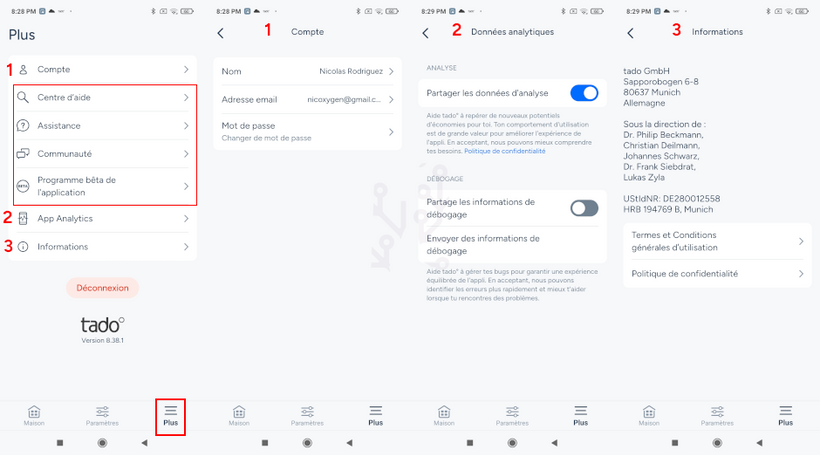 8:28 PM
Plus
1 Compte
Centre d'aide
Assistance
Communauté
Programme bêta de
l'application
2 App Analytics
3 Informations
Déconnexion
tado°
Version 8.38.1
Maison
Paramètres
Plus
8:28 PM
1 Compte
Nom Nicolas Rodriguez
Adresse email nicoxygen@gmail.c...
Mot de passe
Changer de mot de passe
Maison
Paramètres
Plus
8:29 PM
2 Données analytiques
ANALYSE
Partager les données d'analyse
Aide tado° à repérer de nouveaux potentiels
d'économies pour toi. Ton comportement d'utilisation
est de grande valeur pour améliorer l'expérience de
l'appli. En acceptant, nous pouvons mieux comprendre
tes besoins. Politique de confidentialité
DÉBOGAGE
Partage les informations de
débogage
Envoyer des informations de
débogage
Aide tado° à gérer tes bugs pour garantir une expérience
équilibrée de l'appli. En acceptant, nous pouvons
identifier les erreurs plus rapidement et mieux t'aider
lorsque tu rencontres des problèmes.
Maison
Paramètres
Plus
8:29 PM
3 Informations
tado GmbH
Sapporobogen 6-8
80637 Munich
Allemagne
Sous la direction de :
Dr. Philip Beckmann,
Christian Deilmann,
Johannes Schwarz,
Dr. Frank Siebdrat,
Lukas Zyla
UStIdNR: DE280012558
HRB 194769 B, Munich
Termes et Conditions
générales d'utilisation
Politique de confidentialité
Maison
Paramètres
Plus